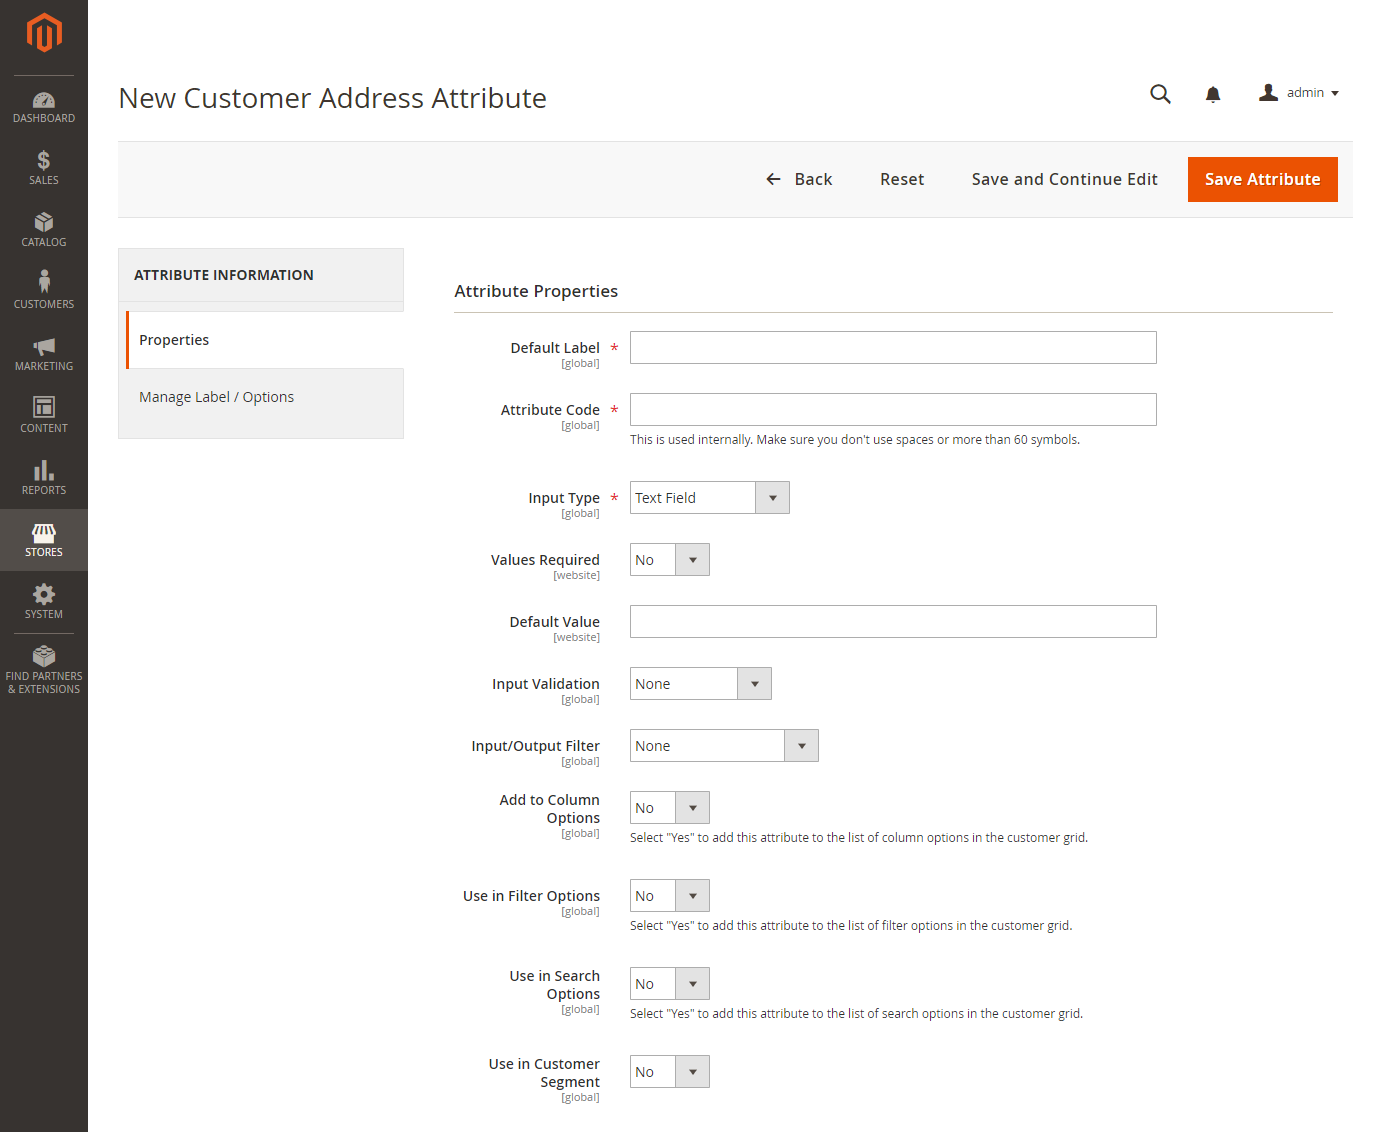 DASHBOARD
SALES
CATALOG
CUSTOMERS
MARKETING
CONTENT
REPORTS
STORES
SYSTEM
FIND PARTNERS
& EXTENSIONS
New Customer Address Attribute
admin
Back
Reset
Save and Continue Edit
Save Attribute
ATTRIBUTE INFORMATION
Properties
Manage Label / Options
Attribute Properties
Default Label *
[global]
Attribute Code *
[global]
This is used internally. Make sure you don't use spaces or more than 60 symbols.
Input Type * Text Field
[global]
Values Required No
[website]
Default Value
[website]
Input Validation None
[global]
Input/Output Filter None
[global]
Add to Column
Options
[global]
No
Select "Yes" to add this attribute to the list of column options in the customer grid.
Use in Filter Options No
[global]
Select "Yes" to add this attribute to the list of filter options in the customer grid.
Use in Search
Options
[global]
No
Select "Yes" to add this attribute to the list of search options in the customer grid.
Use in Customer
Segment
[global]
No